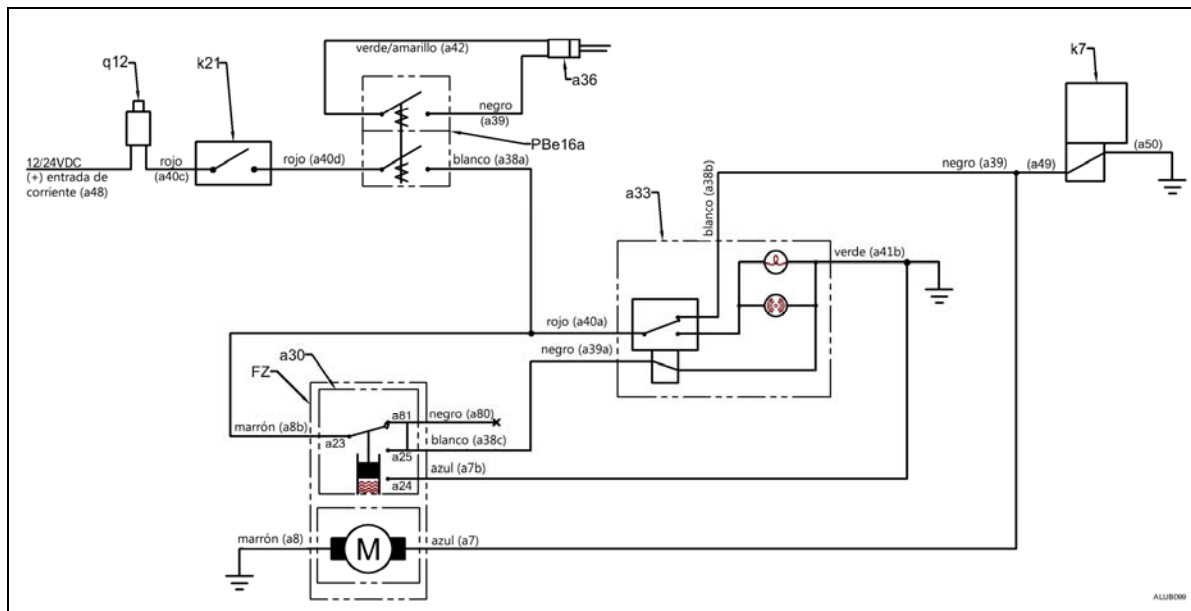 verde/amarillo (a42)
q12
k21
a36
k7
negro
(a39)
PBe16a
12/24VDC
(+) entrada de
corriente (a48)
rojo
(a40c)
rojo (a40d)
blanco (a38a)
negro (a39)
(a49)
(a50)
a33
blanco (a38b)
verde (a41b)
rojo (a40a)
negro (a39a)
a30
FZ
a81
negro (a80)
marrón (a8b)
a23
blanco (a38c)
a25
azul (a7b)
a24
marrón (a8)
M
azul (a7)
ALUB099